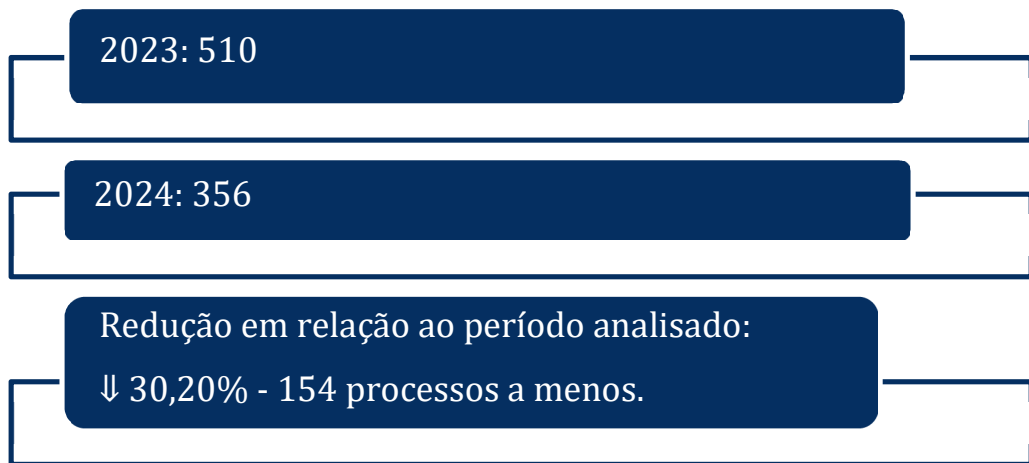 2023: 510
2024: 356
Redução em relação ao período analisado:
⇓ 30,20% - 154 processos a menos.